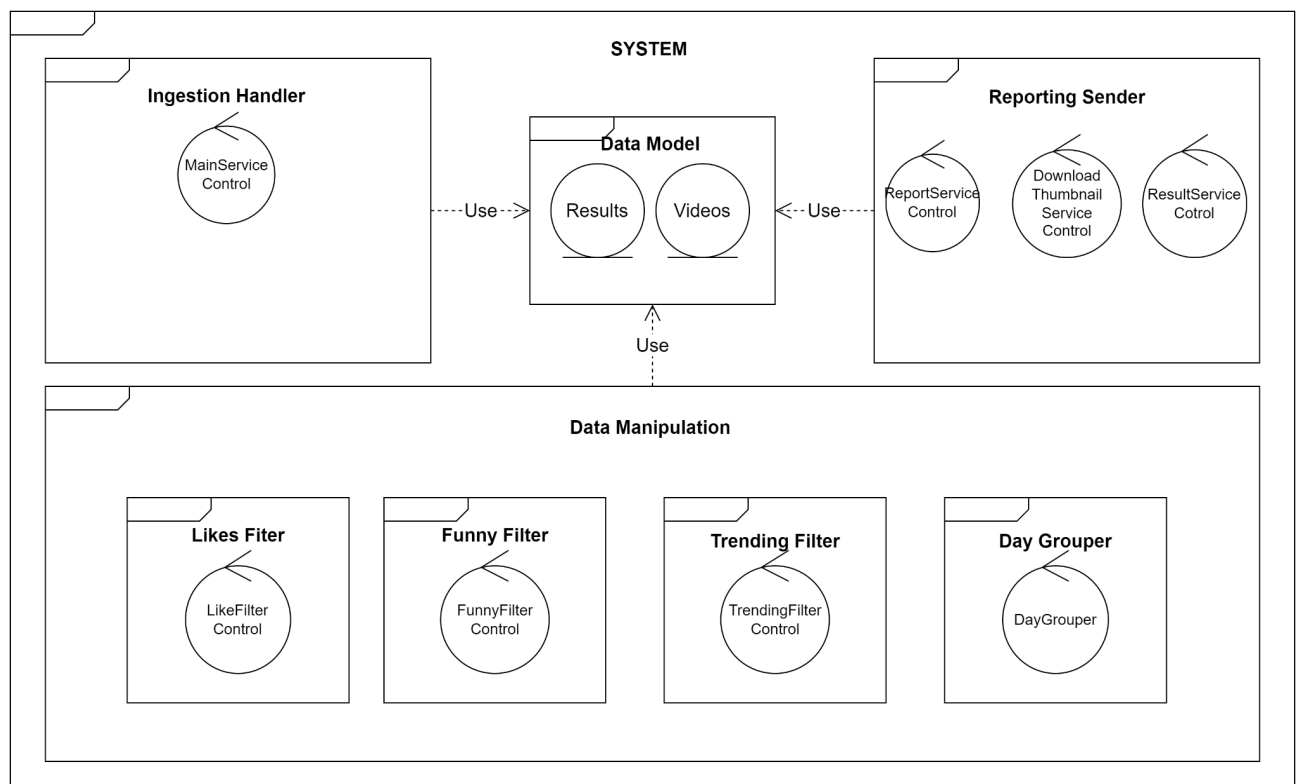 SYSTEM
Ingestion Handler
MainService
Control
Use
Data Model
Results
Videos
Use
Reporting Sender
ReportService
Control
Download
Thumbnail
Service
Control
ResultService
Cotrol
Use
Data Manipulation
Likes Fiter
LikeFilter
Control
Funny Filter
FunnyFilter
Control
Trending Filter
TrendingFilter
Control
Day Grouper
DayGrouper